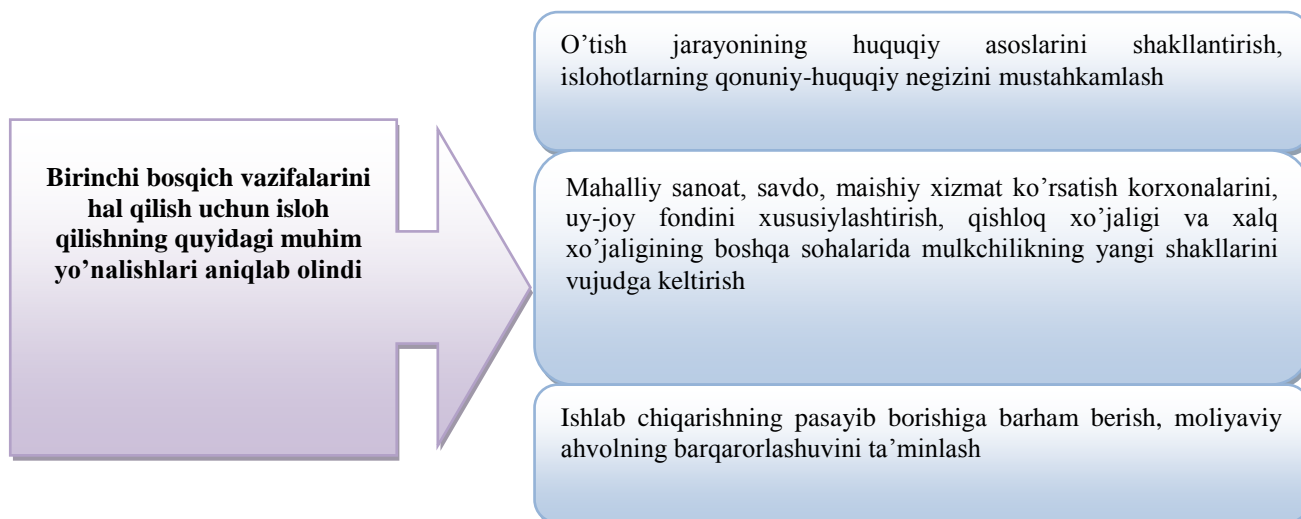 Birinchi bosqich vazifalarini
hal qilish uchun isloh
qilishning quyidagi muhim
yo’nalishlari aniqlab olindi
O’tish jarayonining huquqiy asoslarini shakllantirish,
islohotlarning qonuniy-huquqiy negizini mustahkamlash
Mahalliy sanoat, savdo, maishiy xizmat ko’rsatish korxonalarini,
uy-joy fondini xususiylashtirish, qishloq xo’jaligi va xalq
xo’jaligining boshqa sohalarida mulkchilikning yangi shakllarini
vujudga keltirish
Ishlab chiqarishning pasayib borishiga barham berish, moliyaviy
ahvolning barqarorlashuvini ta’minlash